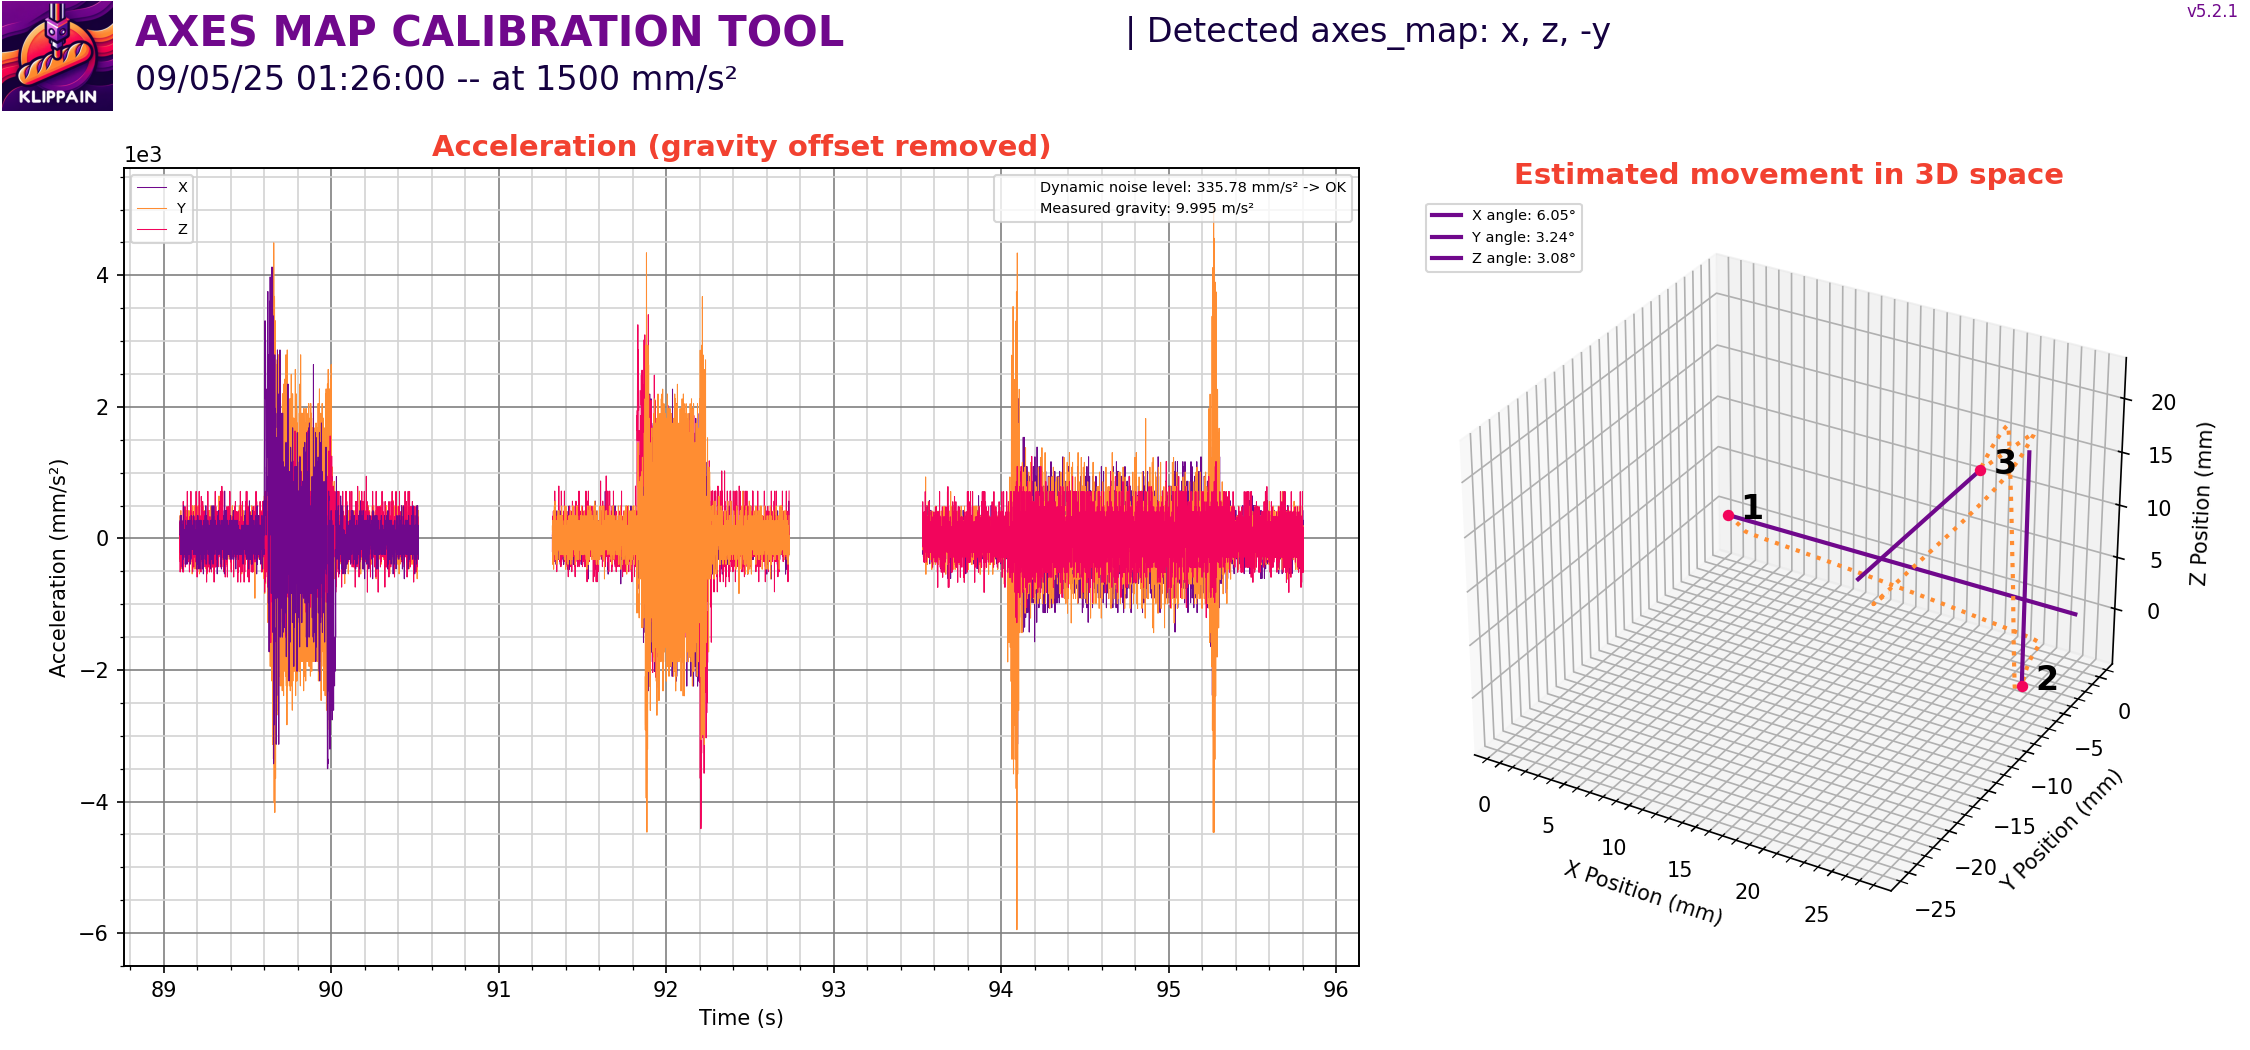 KLIPPAIN
AXES MAP CALIBRATION TOOL
09/05/25 01:26:00 -- at 1500 mm/s²
| Detected axes_map: x, z, -y
v5.2.1
Acceleration (gravity offset removed)
1e3
X
Y
Z
Dynamic noise level: 335.78 mm/s² -> OK
Measured gravity: 9.995 m/s²
4
2
0
−2
−4
−6
Acceleration (mm/s²)
89
90
91
92
93
94
95
96
Time (s)
Estimated movement in 3D space
X angle: 6.05°
Y angle: 3.24°
Z angle: 3.08°
1
2
3
20
15
10
5
0
Z Position (mm)
0
−5
−10
−15
−20
−25
Y Position (mm)
0
5
10
15
20
25
X Position (mm)